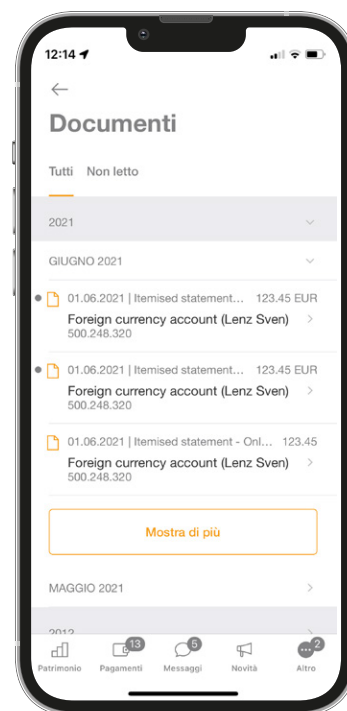 12:14
Documenti
Tutti Non letto
2021
GIUGNO 2021
01.06.2021 | Itemised statement... 123.45 EUR
Foreign currency account (Lenz Sven)
500.248.320
01.06.2021 | Itemised statement... 123.45 EUR
Foreign currency account (Lenz Sven)
500.248.320
01.06.2021 | Itemised statement - Onl... 123.45
Foreign currency account (Lenz Sven)
500.248.320
Mostra di più
MAGGIO 2021
2012
13 5 2
Patrimonio Pagamenti Messaggi Novità Altro